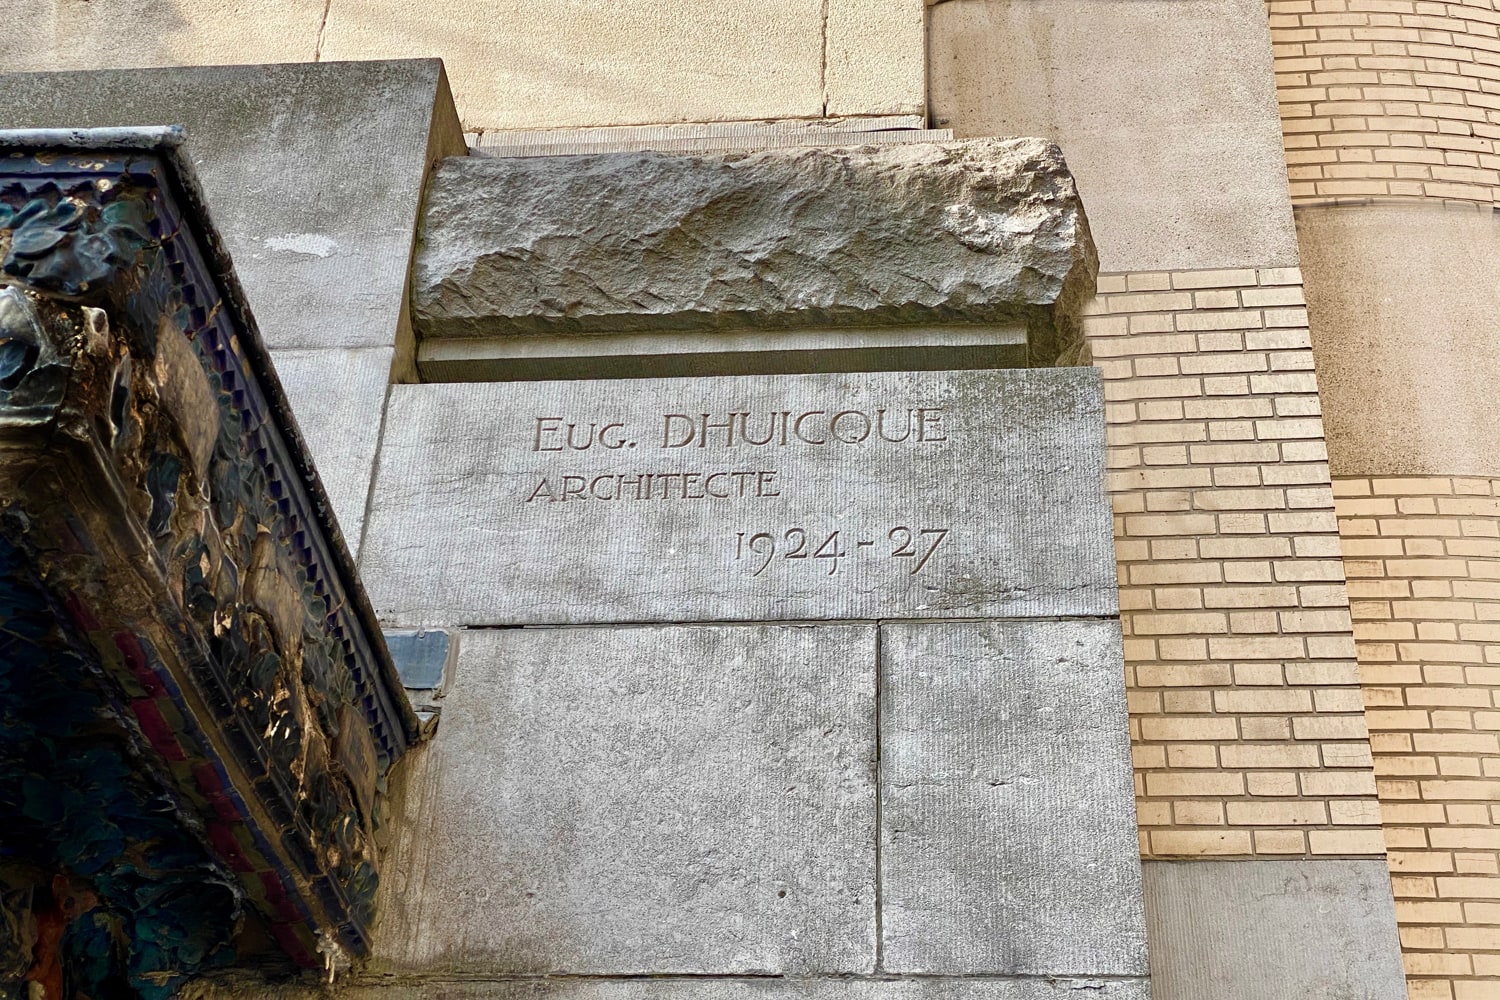 Eug. DHUICQUE
ARCHITECTE
1924-27